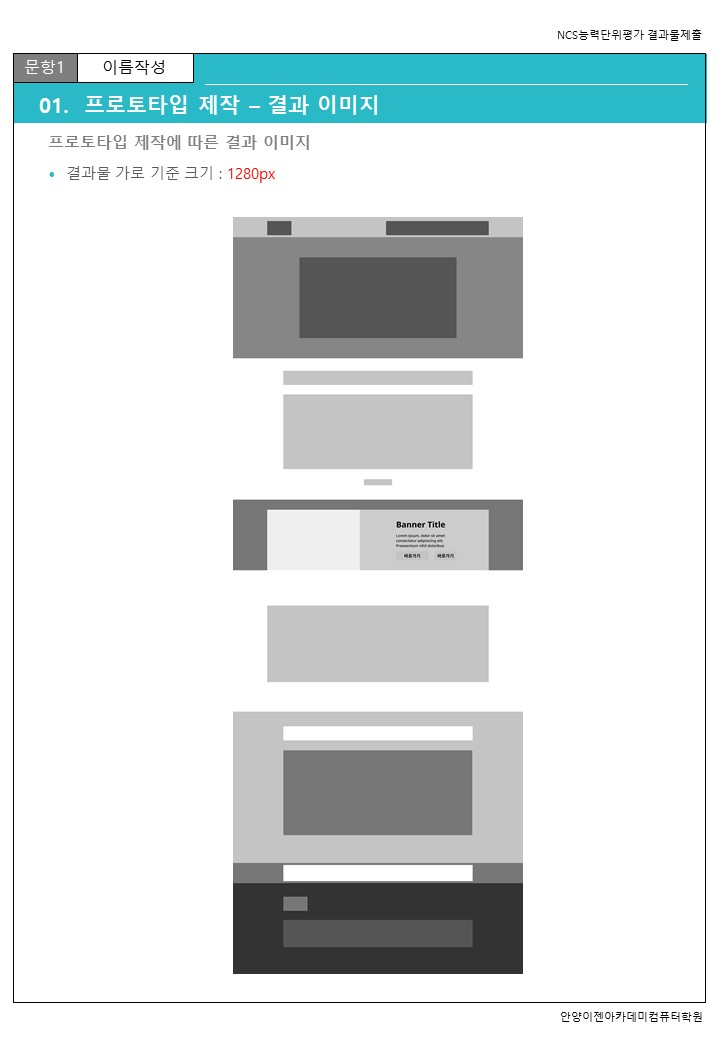 NCS능력단위평가 결과물제출
문항1
이름작성
01. 프로토타입 제작 – 결과 이미지
프로토타입 제작에 따른 결과 이미지
• 결과물 가로 기준 크기 : 1280px
Banner Title
Lorem ipsum, dolor sit amet
consectetur adipisicing elit.
Praesentium nihil doloribus
바로가기 바로가기
안양이젠아카데미컴퓨터학원